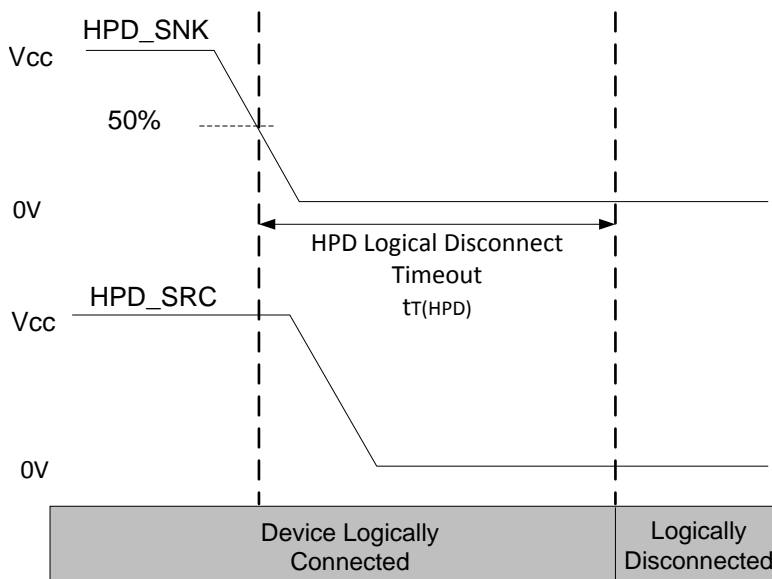 HPD_SNK
Vcc
50%
0V
HPD Logical Disconnect
Timeout
tT(HPD)
HPD_SRC
Vcc
0V
Device Logically
Connected
Logically
Disconnected